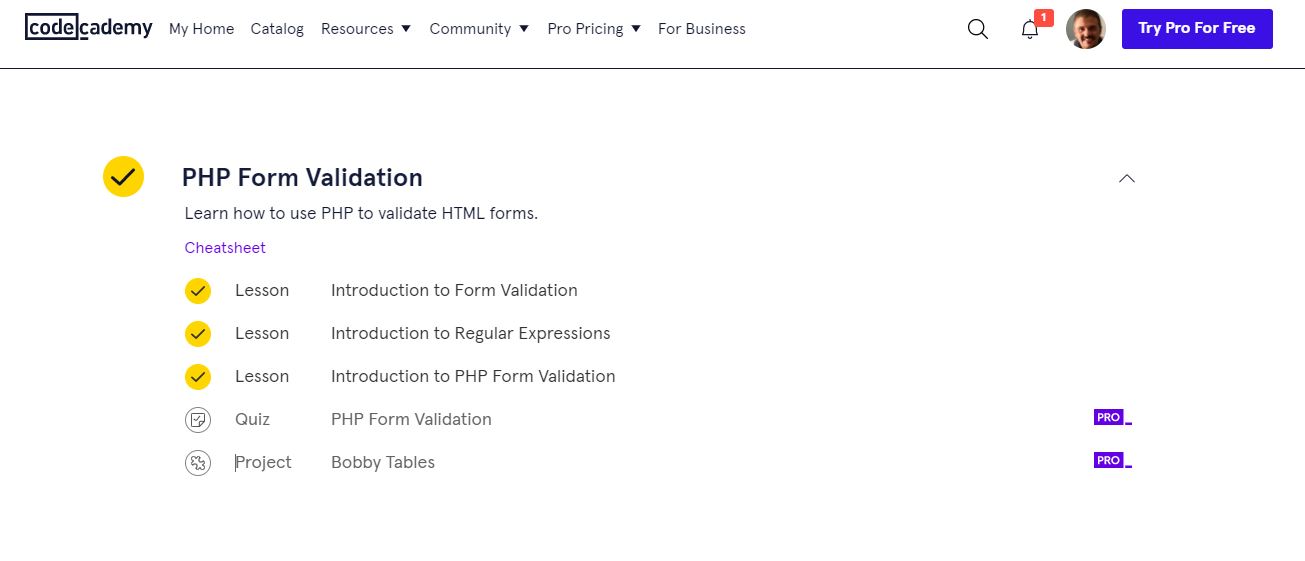 codecademy My Home Catalog Resources Community Pro Pricing For Business 1 Try Pro For Free
PHP Form Validation
Learn how to use PHP to validate HTML forms.
Cheatsheet
Lesson Introduction to Form Validation
Lesson Introduction to Regular Expressions
Lesson Introduction to PHP Form Validation
Quiz PHP Form Validation PRO
Project Bobby Tables PRO